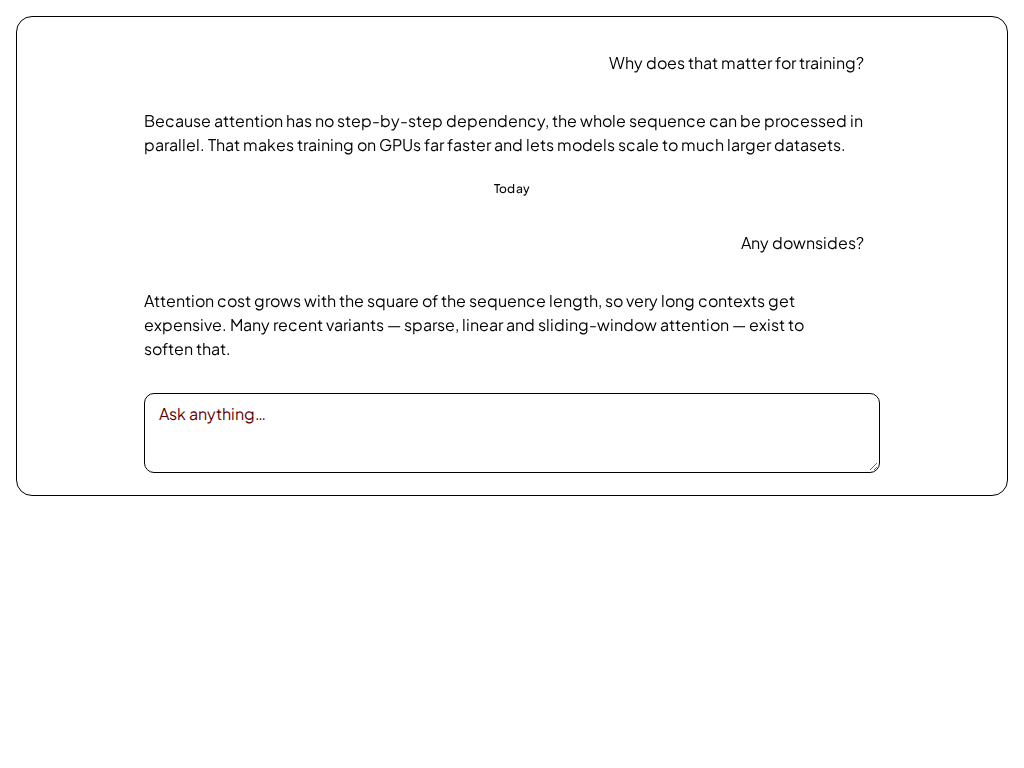 Why does that matter for training?
Because attention has no step-by-step dependency, the whole sequence can be processed in
parallel. That makes training on GPUs far faster and lets models scale to much larger datasets.
Today
Any downsides?
Attention cost grows with the square of the sequence length, so very long contexts get
expensive. Many recent variants — sparse, linear and sliding-window attention — exist to
soften that.
Ask anything…